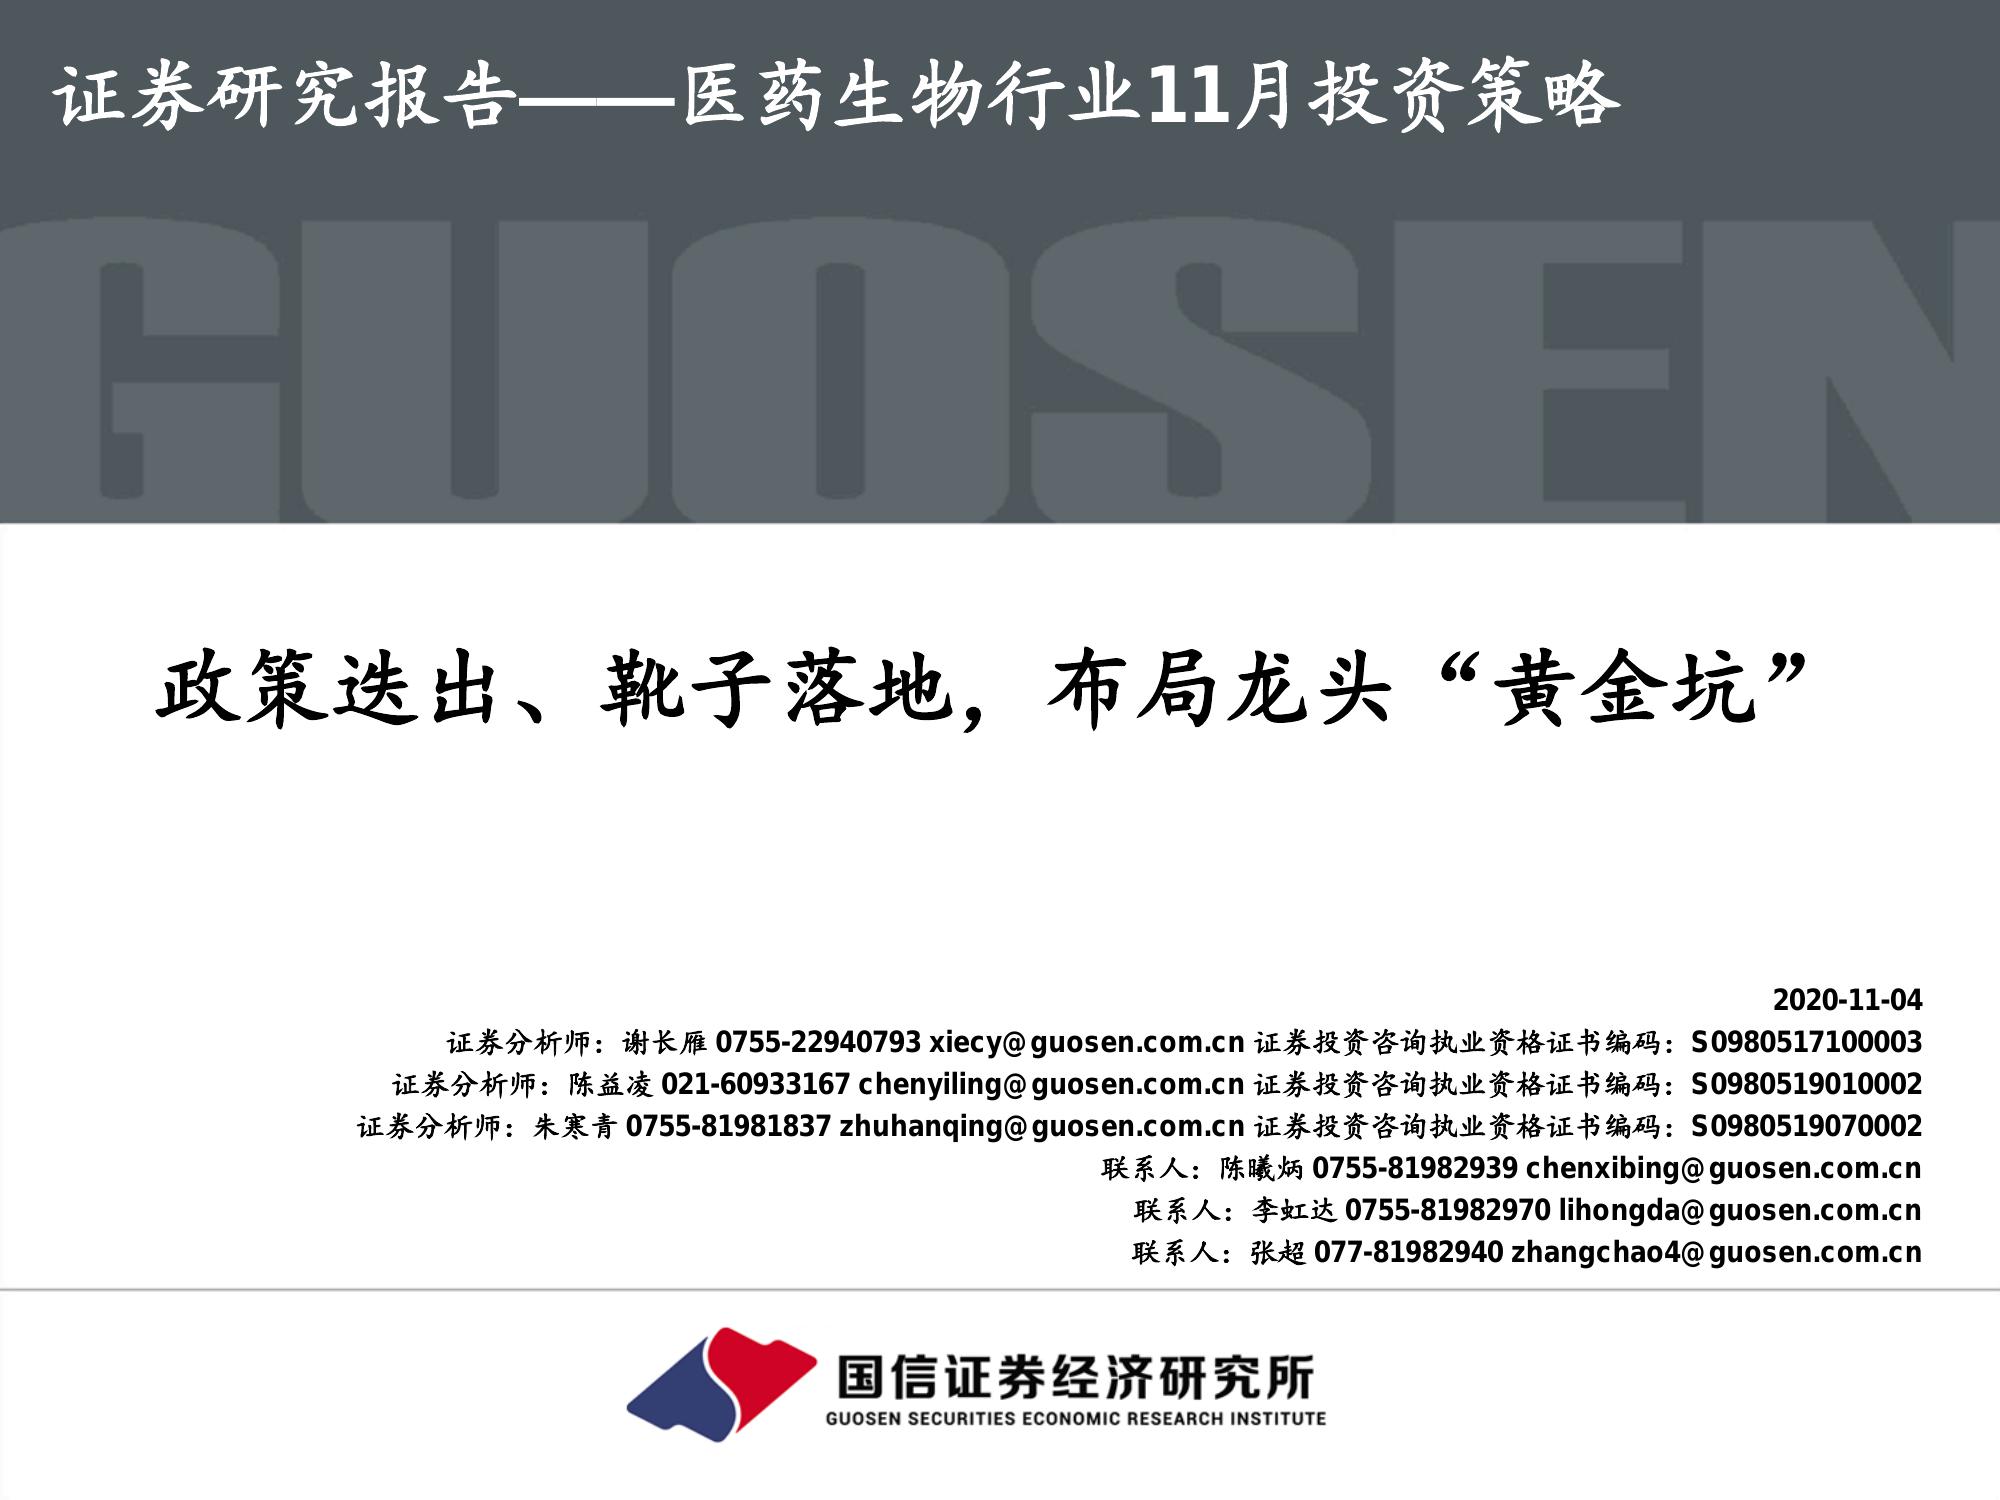 证券研究报告——医药生物行业11月投资策略
GUOSEN
政策迭出、靴子落地，布局龙头“黄金坑”
2020-11-04
证券分析师：谢长雁 0755-22940793 xiecy@guosen.com.cn 证券投资咨询执业资格证书编码：S0980517100003
证券分析师：陈益凌 021-60933167 chenyiling@guosen.com.cn 证券投资咨询执业资格证书编码：S0980519010002
证券分析师：朱寒青 0755-81981837 zhuhanqing@guosen.com.cn 证券投资咨询执业资格证书编码：S0980519070002
联系人：陈曦炳 0755-81982939 chenxibing@guosen.com.cn
联系人：李虹达 0755-81982970 lihongda@guosen.com.cn
联系人：张超 077-81982940 zhangchao4@guosen.com.cn
国信证券经济研究所
GUOSEN SECURITIES ECONOMIC RESEARCH INSTITUTE